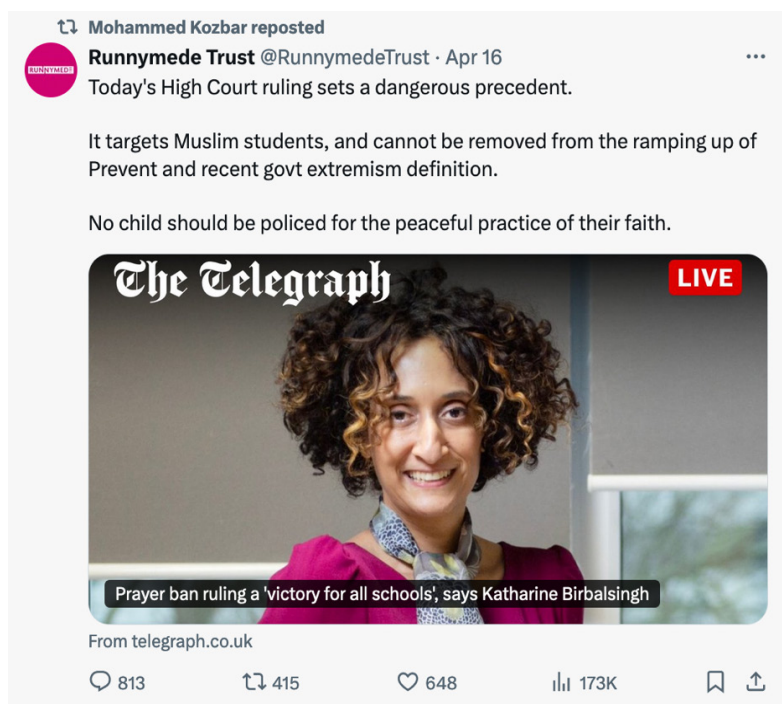 Mohammed Kozbar reposted
RUNNYMEDE
Runnymede Trust @RunnymedeTrust · Apr 16
Today's High Court ruling sets a dangerous precedent.
It targets Muslim students, and cannot be removed from the ramping up of
Prevent and recent govt extremism definition.
No child should be policed for the peaceful practice of their faith.
The Telegraph
LIVE
Prayer ban ruling a 'victory for all schools', says Katharine Birbalsingh
From telegraph.co.uk
813 415 648 173K